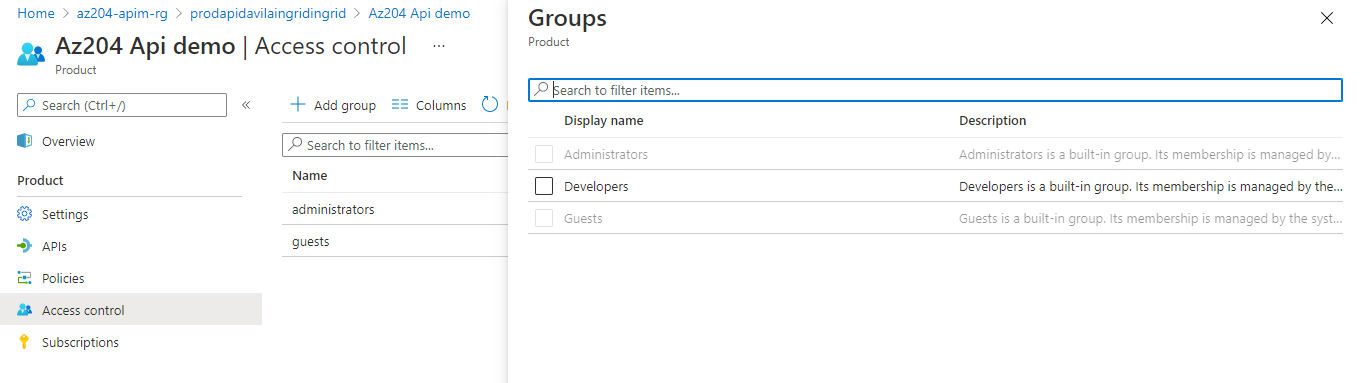 Home > az204-apim-rg > prodapidavilaingridingrid > Az204 Api demo >
Az204 Api demo | Access control ...
Product
Search (Ctrl+/) «
Overview
Product
Settings
APIs
Policies
Access control
Subscriptions
+ Add group Columns
Search to filter items...
Name
administrators
guests
Groups
Product
Search to filter items...
Display name Description
Administrators Administrators is a built-in group. Its membership is managed by...
Developers Developers is a built-in group. Its membership is managed by the...
Guests Guests is a built-in group. Its membership is managed by the syst...